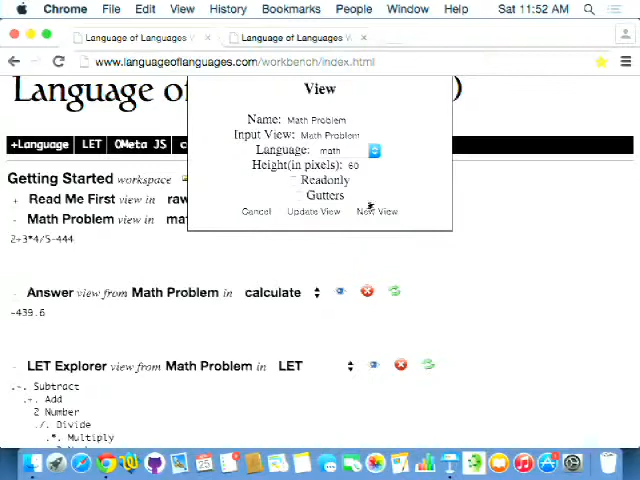 Chrome File Edit View History Bookmarks People Window Help Sat 11:52 AM
Language of Languages Language of Languages
www.languageoflanguages.com/workbench/index.html
Language of )
View
Name: Math Problem
Input View: Math Problem
Language: math
Height(in pixels): 60
Readonly
Gutters
Cancel Update View New View
+Language LET OMeta JS
Getting Started workspace
+ Read Me First view in raw
- Math Problem view in
2+3*4/5-444
- Answer view from Math Problem in calculate
-439.6
- LET Explorer view from Math Problem in LET
.-. Subtract
.+. Add
2 Number
./. Divide
.*. Multiply